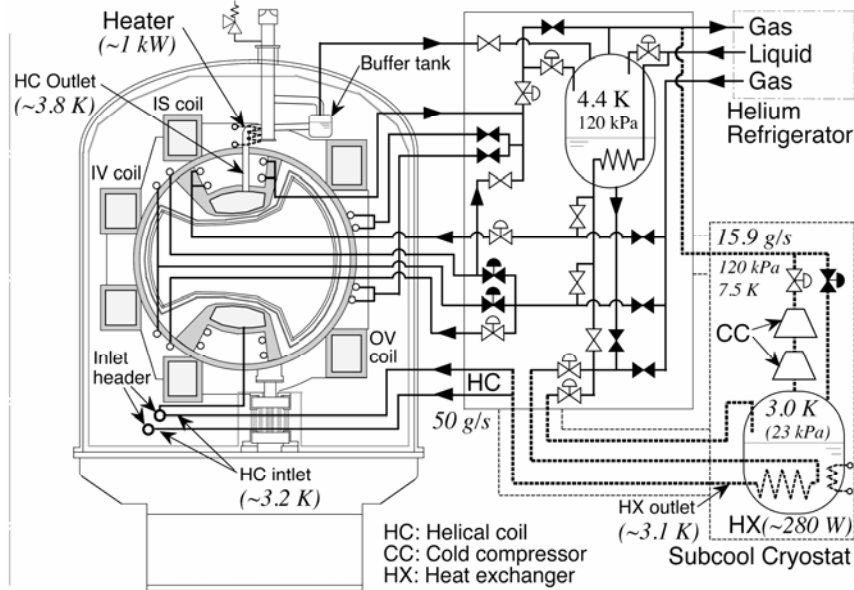 Heater
(~1 kW)
HC Outlet
(~3.8 K)
Buffer tank
IS coil
IV coil
OV
coil
Inlet
header
HC intlet
(~3.2 K)
HC
50 g/s
4.4 K
120 kPa
Gas
Liquid
Gas
Helium
Refrigerator
15.9 g/s
120 kPa
7.5 K
CC
3.0 K
(23 kPa)
HX outlet
(~3.1 K)
HX(~280 W)
Subcool Cryostat
HC: Helical coil
CC: Cold compressor
HX: Heat exchanger